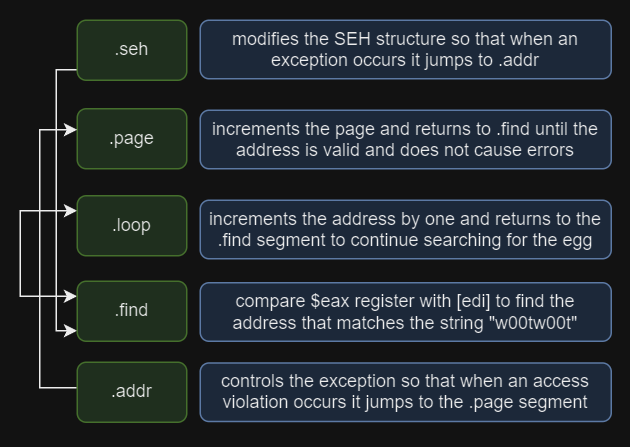 .seh
modifies the SEH structure so that when an
exception occurs it jumps to .addr
.page
increments the page and returns to .find until the
address is valid and does not cause errors
.loop
increments the address by one and returns to the
.find segment to continue searching for the egg
.find
compare $eax register with [edi] to find the
address that matches the string "w00tw00t"
.addr
controls the exception so that when an access
violation occurs it jumps to the .page segment